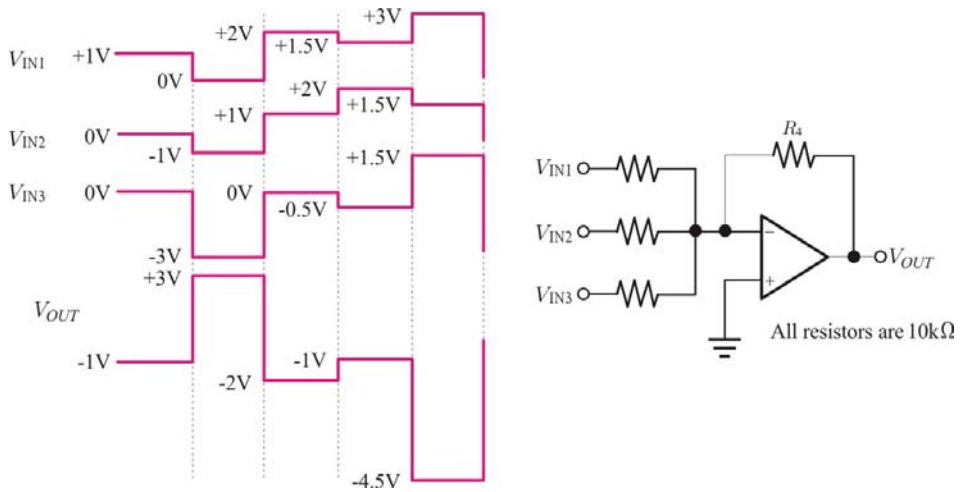 +3V
+2V
V_IN1 +1V +1.5V
0V
+2V
+1V +1.5V
V_IN2 0V
-1V +1.5V
V_IN3 0V 0V
-0.5V
-3V
+3V
V_OUT
-1V -1V
-2V
-4.5V
R_4
V_IN1
V_IN2 − V_OUT
V_IN3 +
All resistors are 10kΩ